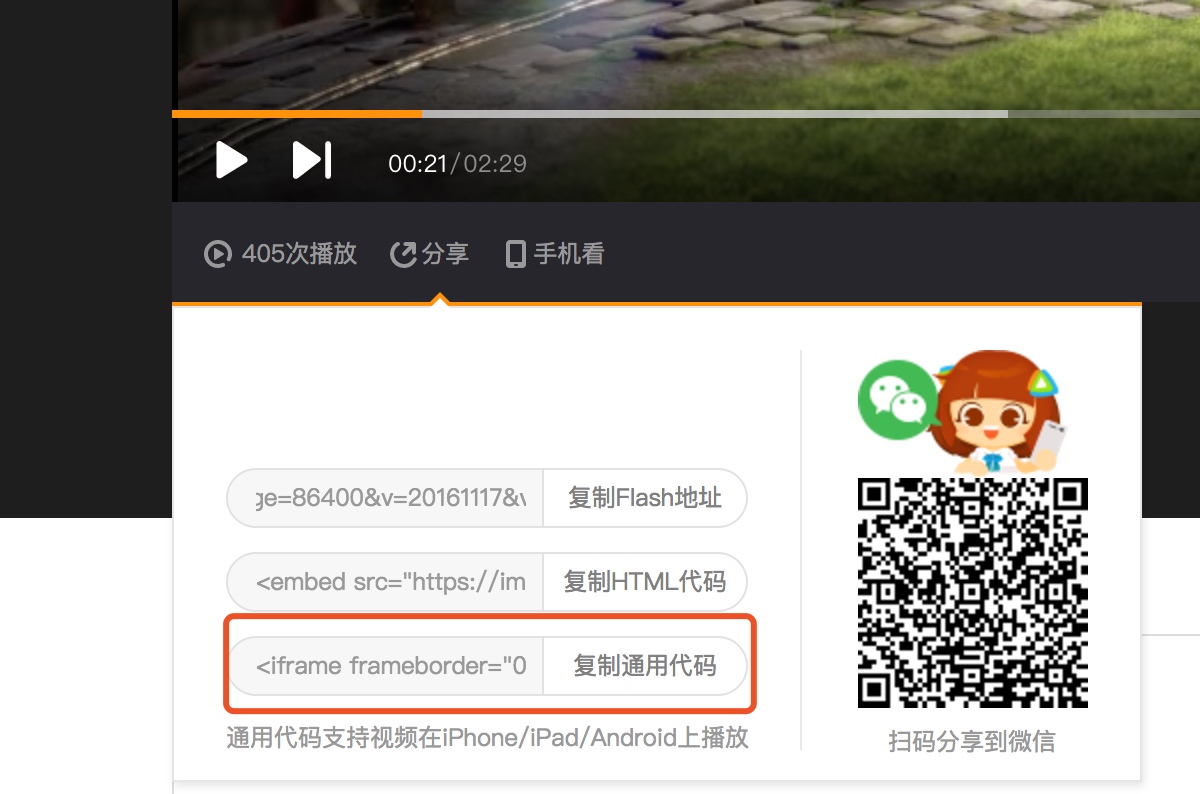 00:21/02:29
405次播放 分享 手机看
ge=86400&v=20161117&v 复制Flash地址
<embed src="https://im 复制HTML代码
<iframe frameborder="0 复制通用代码
通用代码支持视频在iPhone/iPad/Android上播放
扫码分享到微信